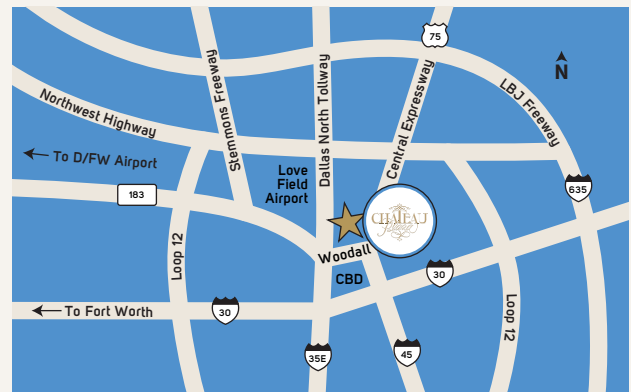 75
N
Stemmons Freeway
Dallas North Tollway
Central Expressway
LBJ Freeway
Northwest Highway
To D/FW Airport
Love
Field
Airport
183
635
CHATEAU
Loop 12
Woodall
CBD
30
To Fort Worth
30
Loop 12
35E
45